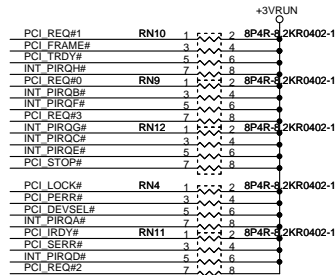 +3VRUN
PCI_REQ#1 RN10 1 2 8P4R-8.2KR0402-1
PCI_FRAME# 3 4
PCI_TRDY# 5 6
INT_PIRQH# 7 8
PCI_REQ#0 RN9 1 2 8P4R-8.2KR0402-1
INT_PIRQB# 3 4
INT_PIRQF# 5 6
PCI_REQ#3 7 8
INT_PIRQG# RN12 1 2 8P4R-8.2KR0402-1
INT_PIRQC# 3 4
INT_PIRQE# 5 6
PCI_STOP# 7 8
PCI_LOCK# RN4 1 2 8P4R-8.2KR0402-1
PCI_PERR# 3 4
PCI_DEVSEL# 5 6
INT_PIRQA# 7 8
PCI_IRDY# RN11 1 2 8P4R-8.2KR0402-1
PCI_SERR# 3 4
INT_PIRQD# 5 6
PCI_REQ#2 7 8